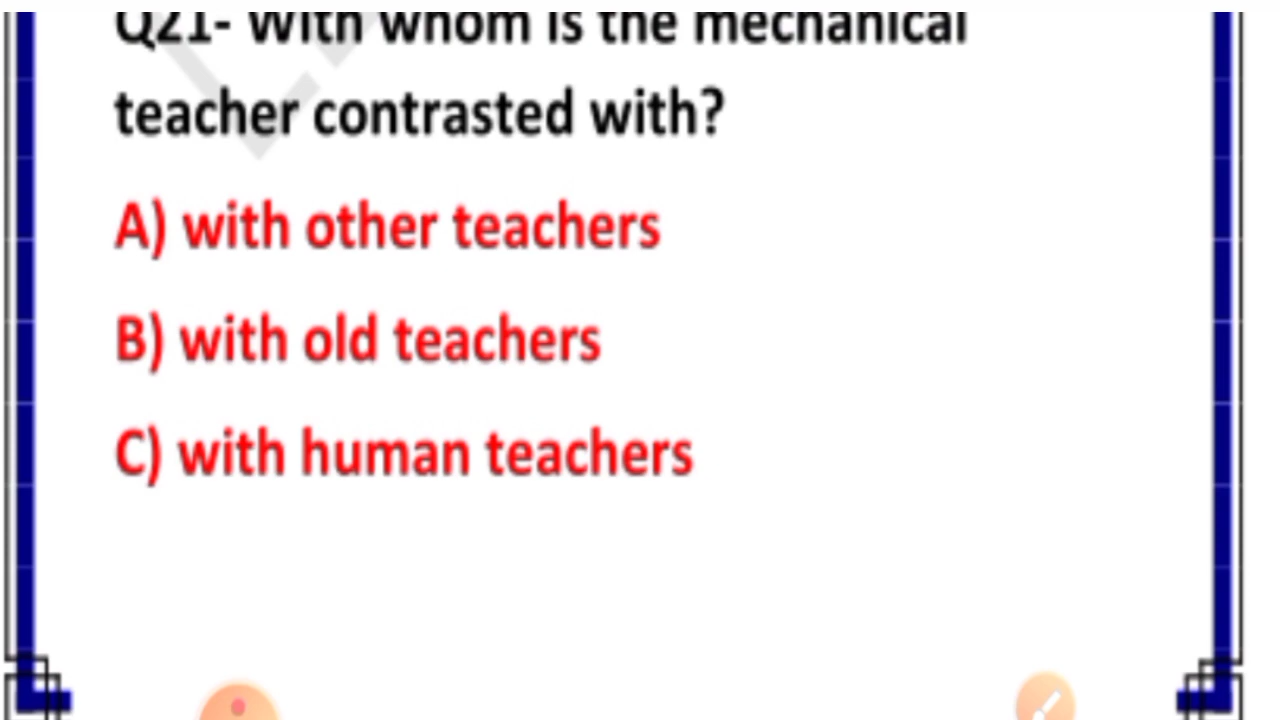 Q21- With whom is the mechanical
teacher contrasted with?
A) with other teachers
B) with old teachers
C) with human teachers